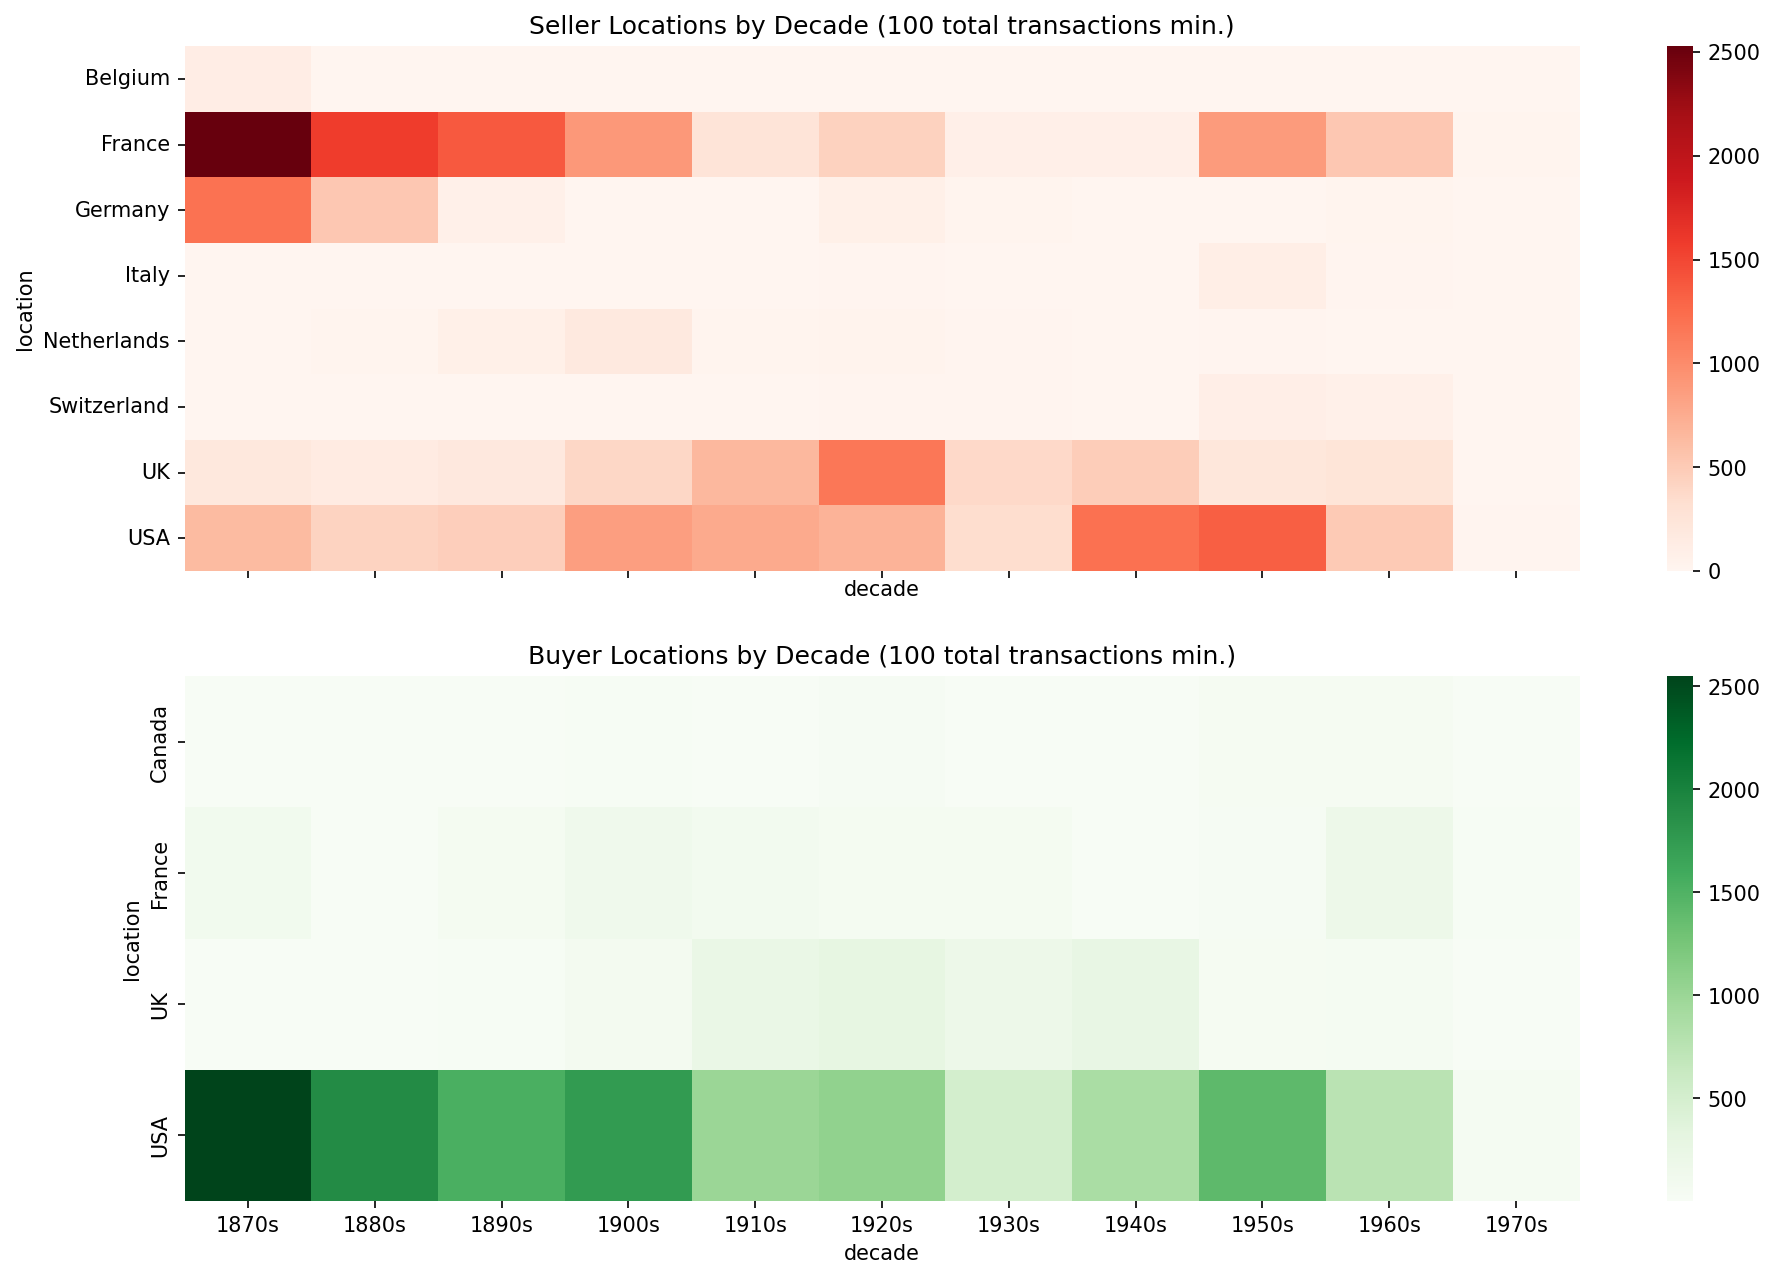 Seller Locations by Decade (100 total transactions min.)
Belgium
France
Germany
Italy
Netherlands
Switzerland
UK
USA
location
decade
2500
2000
1500
1000
500
0
Buyer Locations by Decade (100 total transactions min.)
Canada
France
UK
USA
location
1870s 1880s 1890s 1900s 1910s 1920s 1930s 1940s 1950s 1960s 1970s
decade
2500
2000
1500
1000
500